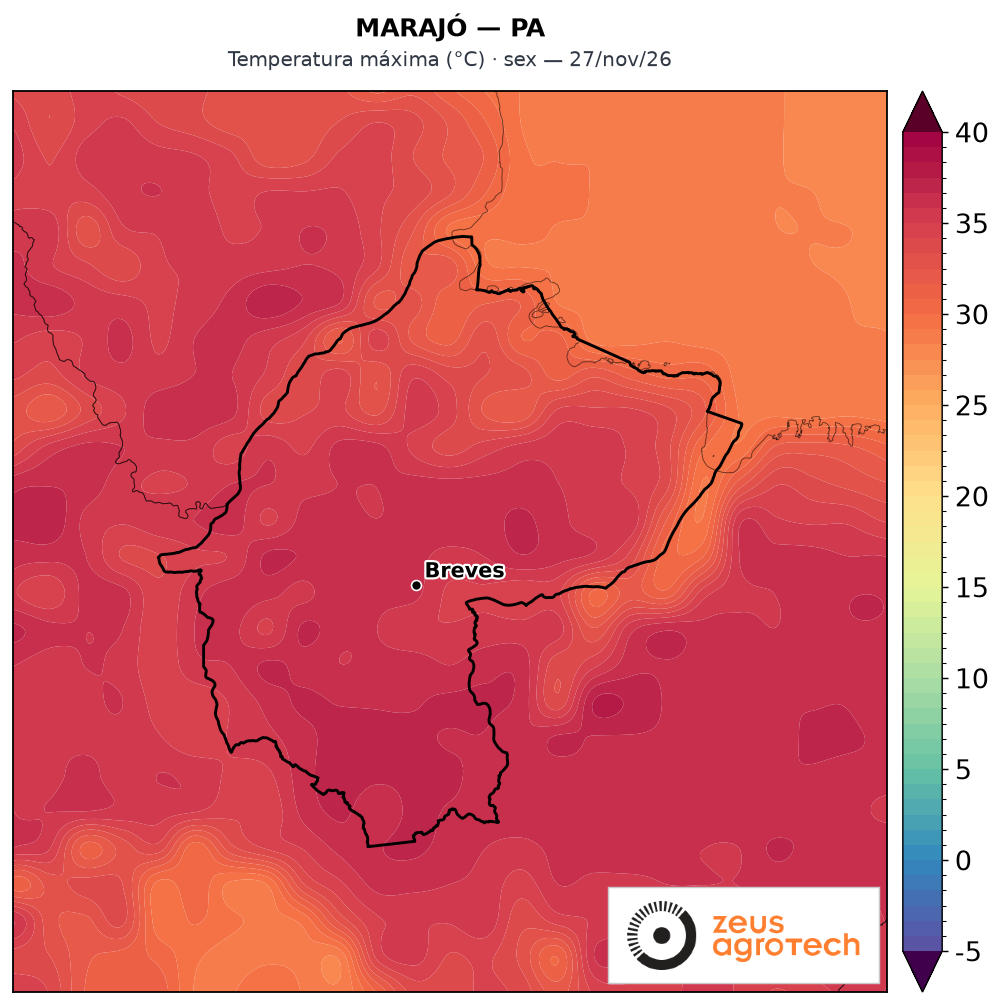 MARAJÓ — PA
Temperatura máxima (°C) · sex — 27/nov/26
40
35
30
25
20
15
10
5
0
-5
Breves
zeus
agrotech